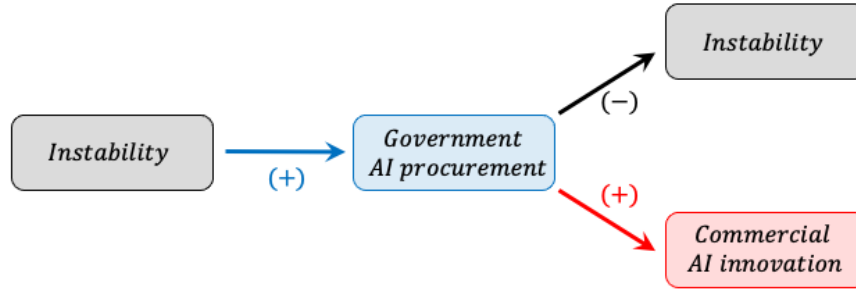 Instability
(−)
Instability
(+)
Government
AI procurement
(+)
Commercial
AI innovation